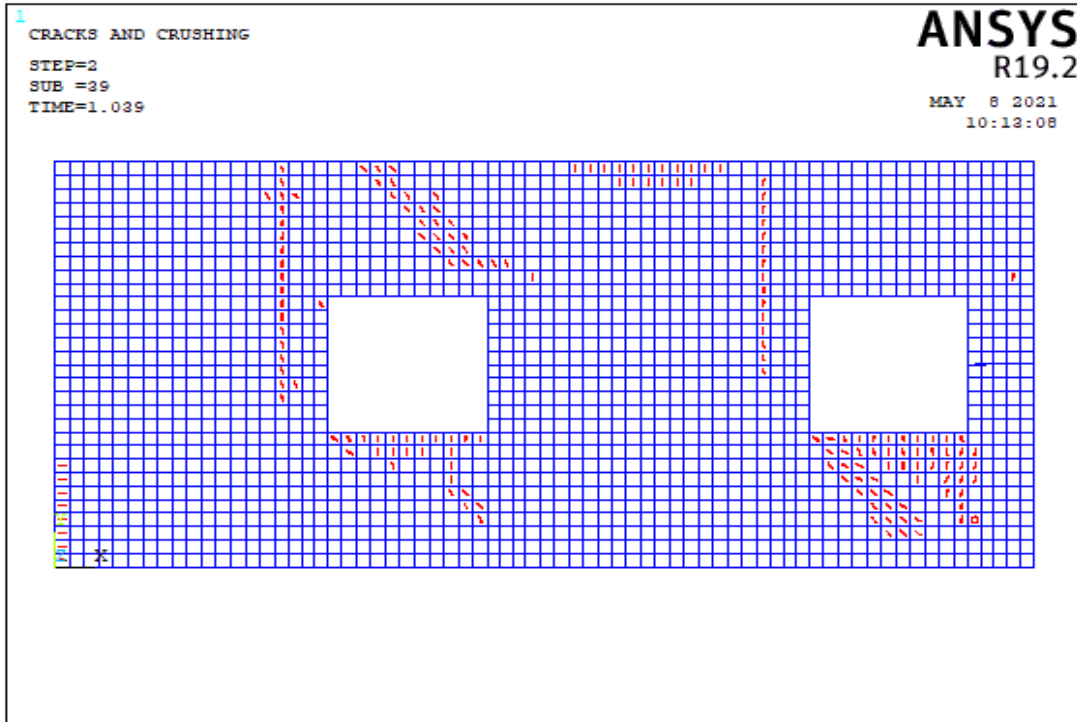 1
CRACKS AND CRUSHING
STEP=2
SUB =39
TIME=1.039
ANSYS
R19.2
MAY 8 2021
10:13:08
Y
Z X